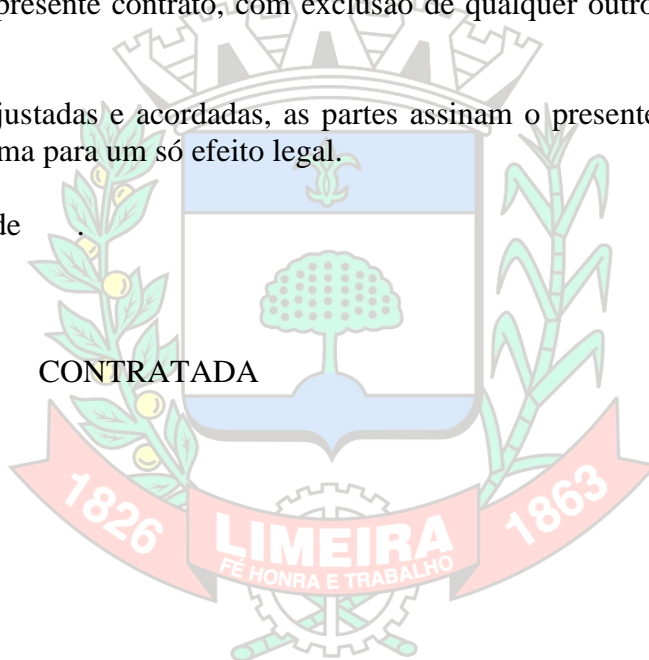 presente contrato, com exclusão de qualquer outro
justadas e acordadas, as partes assinam o presente
ma para um só efeito legal.
de .
CONTRATADA
1826 LIMEIRA 1863
FÉ HONRA E TRABALHO